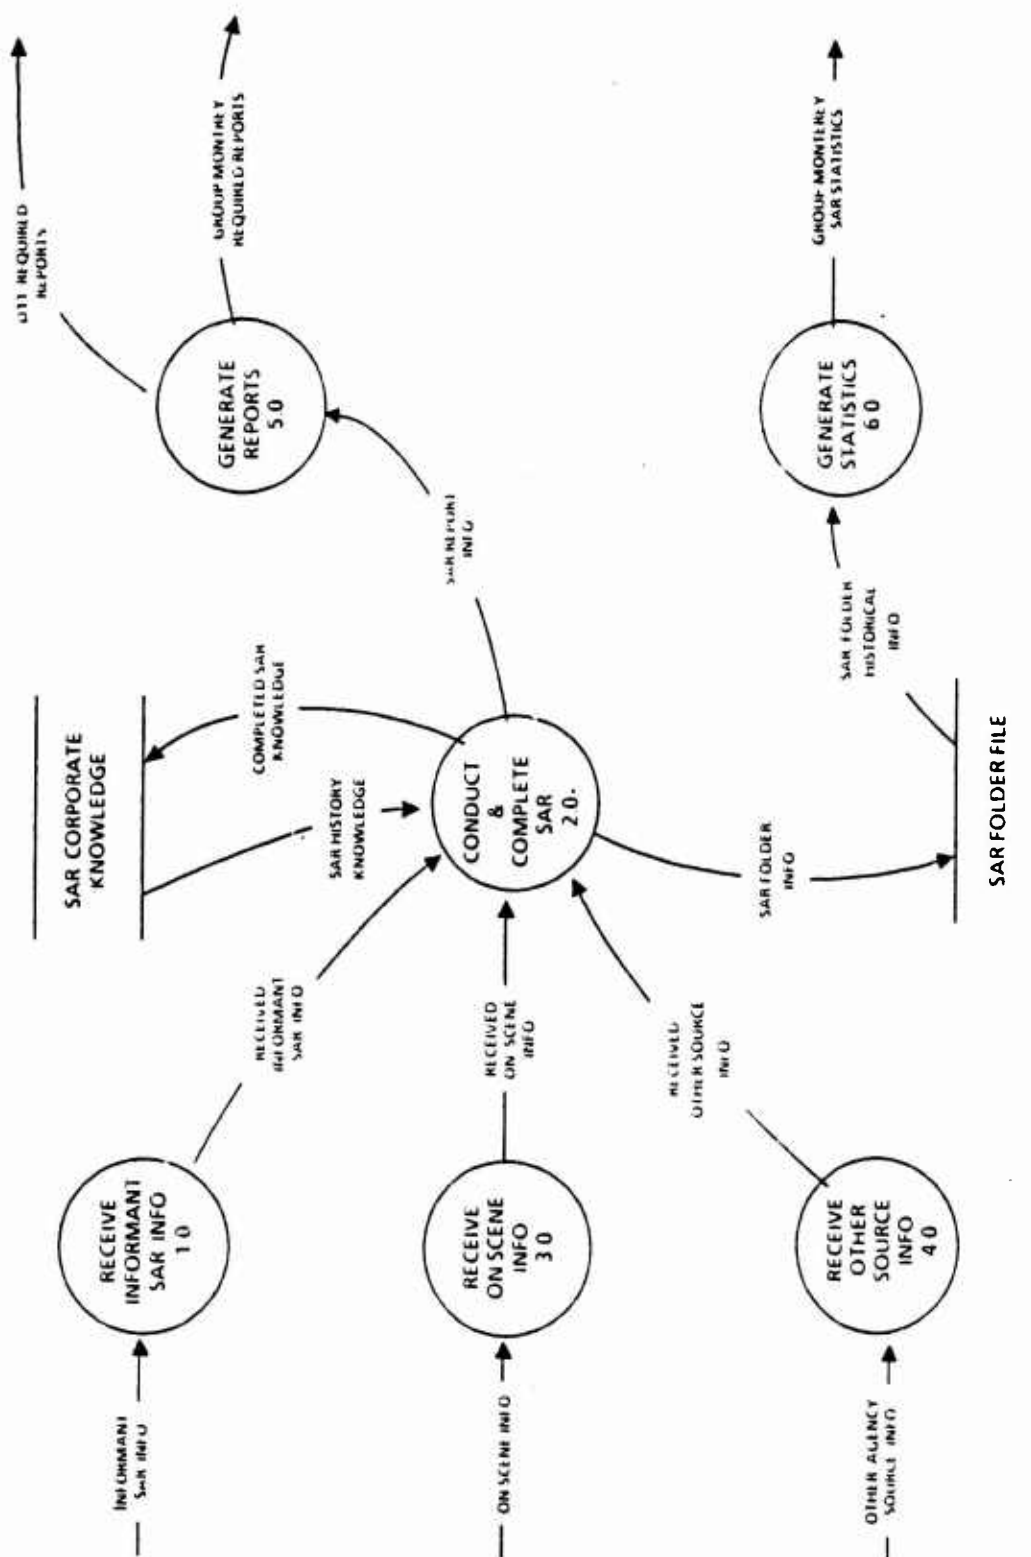 INFORMANT
SAR INFO
RECEIVE
INFORMANT
SAR INFO
1 0
RECEIVED
INFORMANT
SAR INFO
SAR CORPORATE
KNOWLEDGE
SAR HISTORY
KNOWLEDGE
COMPLETED SAR
KNOWLEDGE
D11 REQUIRED
REPORTS
GENERATE
REPORTS
5.0
GROUP MONTREY
REQUIRED REPORTS
ON SCENE INFO
RECEIVE
ON SCENE
INFO
3 0
RECEIVED
ON SCENE
INFO
CONDUCT
&
COMPLETE
SAR
2 0.
SAR REPORT
INFO
OTHER AGENCY
SOURCE INFO
RECEIVE
OTHER
SOURCE
INFO
4 0
RECEIVED
OTHER SOURCE
INFO
SAR FOLDER
INFO
SAR FOLDER FILE
SAR FOLDER
HISTORICAL
INFO
GENERATE
STATISTICS
6 0
GROUP MONTEREY
SAR STATISTICS